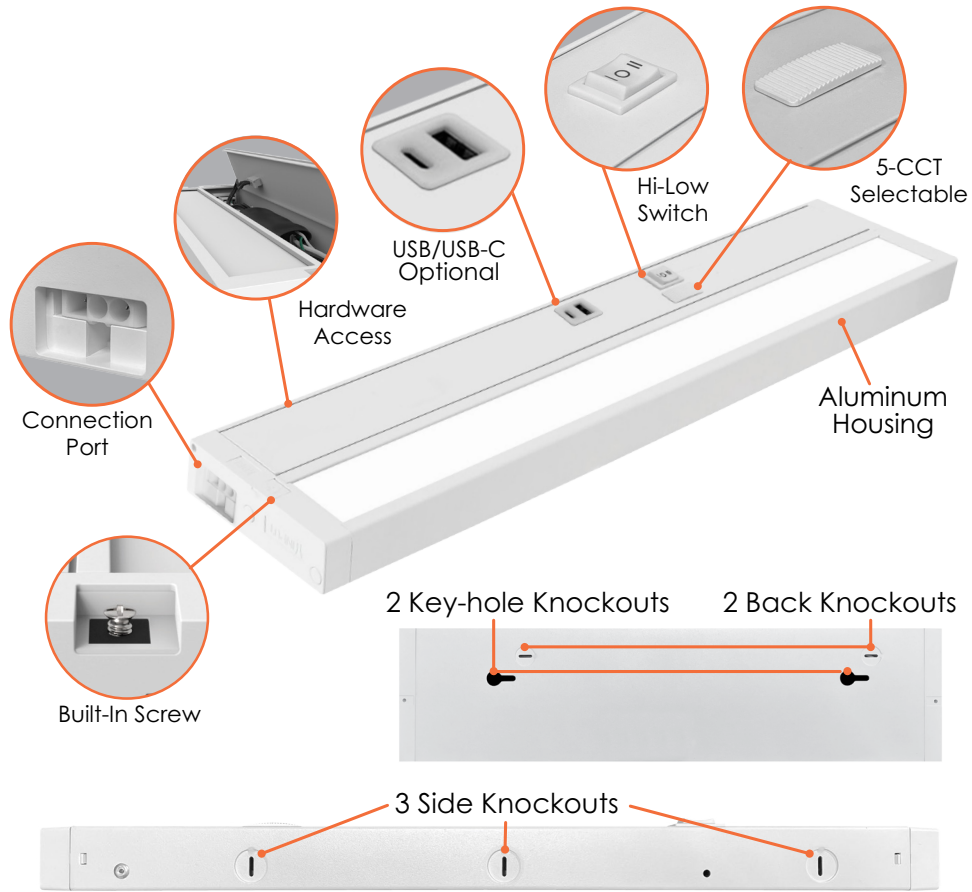 USB/USB-C
Optional
Hi-Low
Switch
5-CCT
Selectable
Hardware
Access
Connection
Port
Aluminum
Housing
Built-In Screw
2 Key-hole Knockouts
2 Back Knockouts
3 Side Knockouts